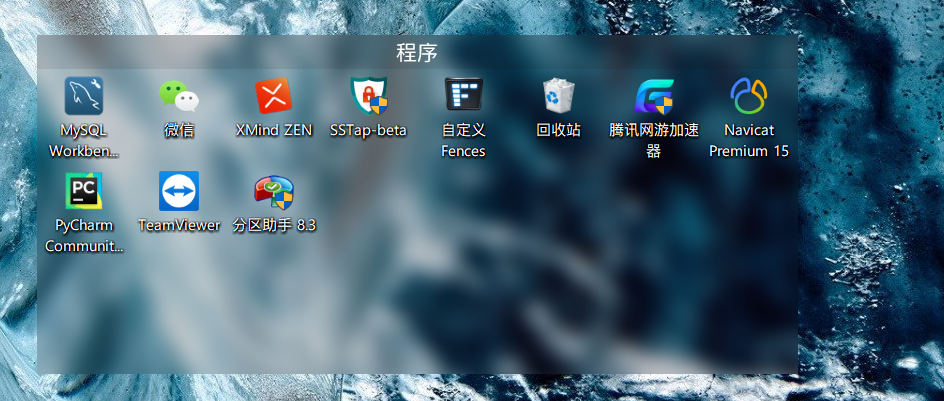 程序
MySQL
Workben...
微信
XMind ZEN
SSTap-beta
自定义
Fences
回收站
腾讯网游加速
器
Navicat
Premium 15
PC
PyCharm
Communit...
TeamViewer
分区助手 8.3